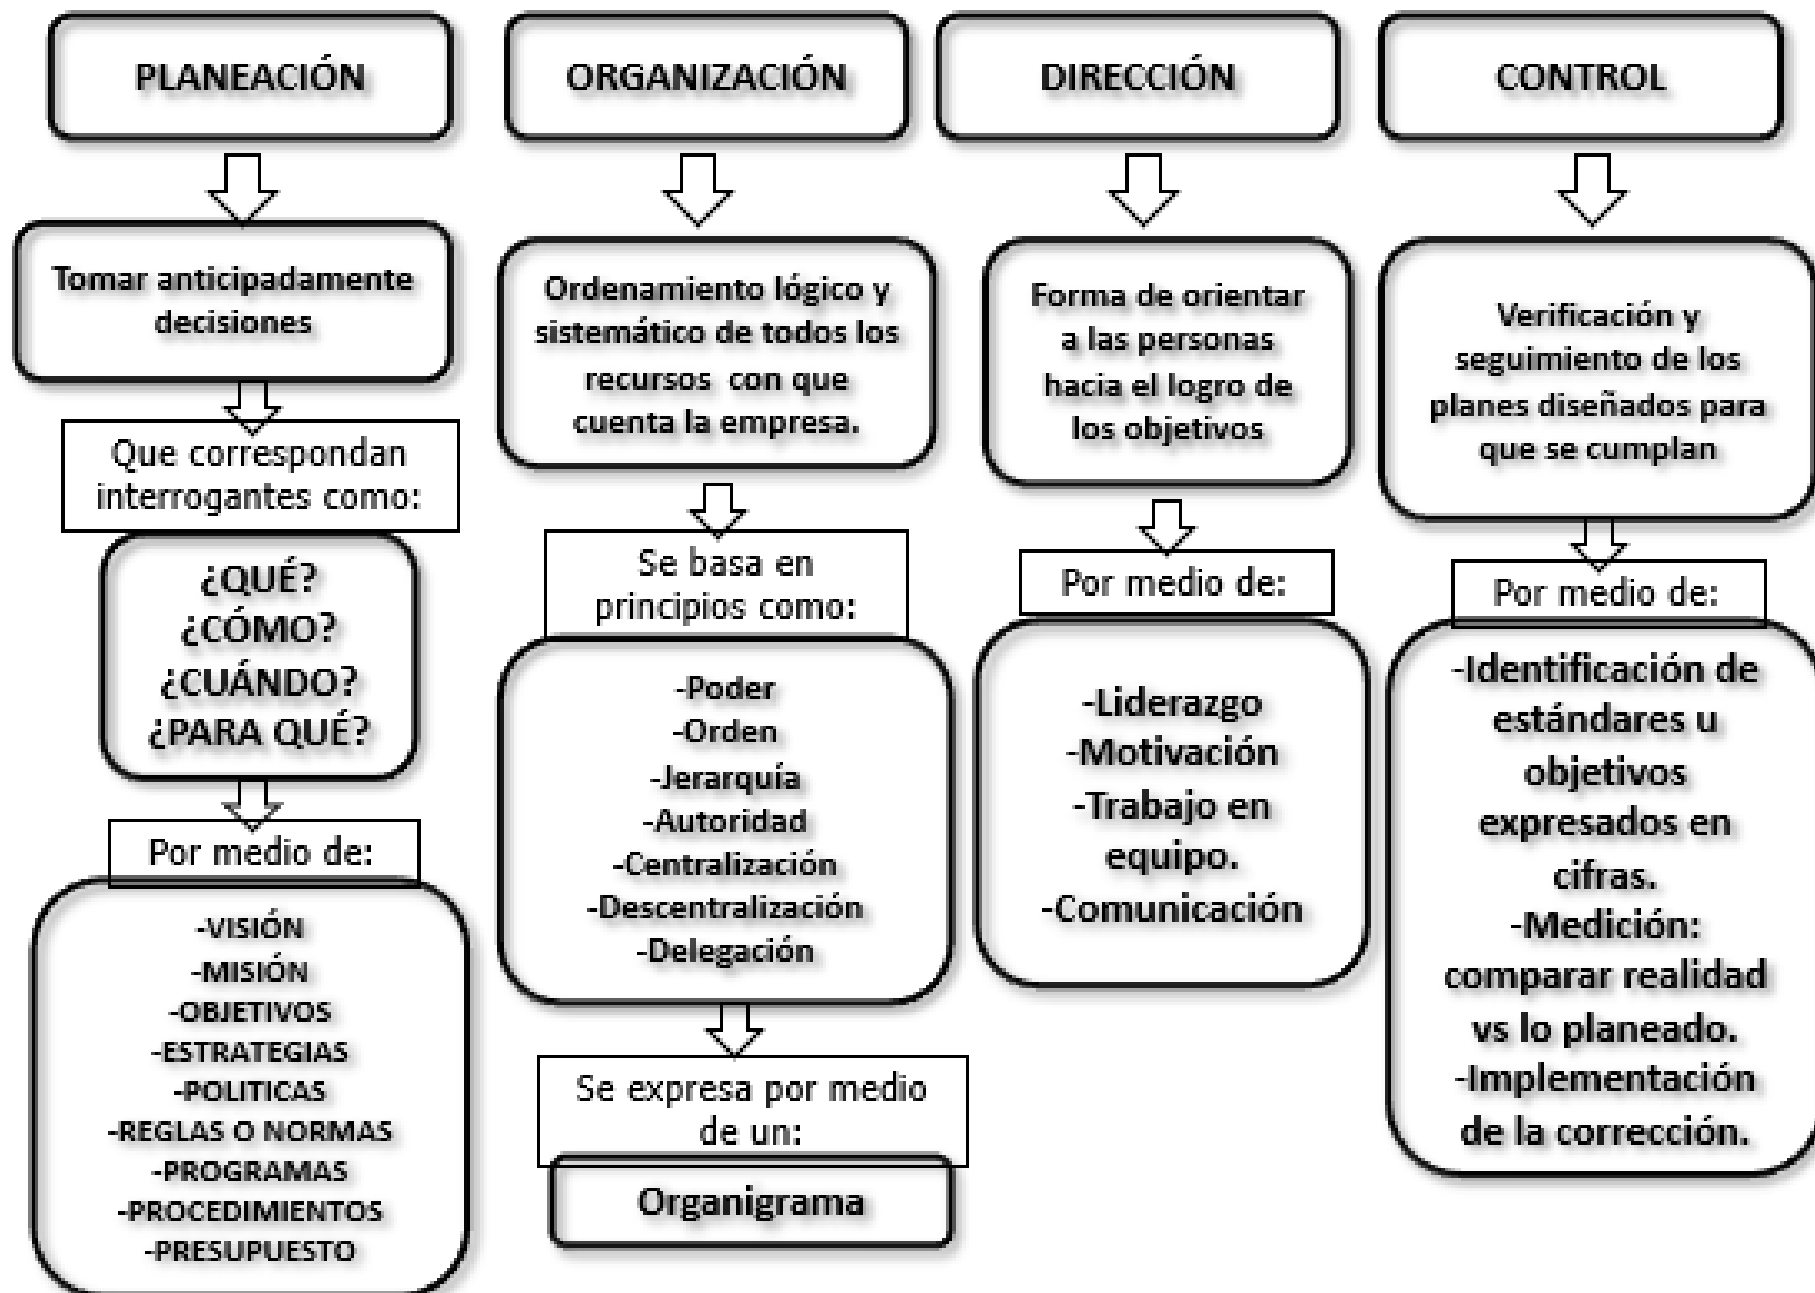 PLANEACIÓN
Tomar anticipadamente
decisiones
Que correspondan
interrogantes como:
¿QUÉ?
¿CÓMO?
¿CUÁNDO?
¿PARA QUÉ?
Por medio de:
-VISIÓN
-MISIÓN
-OBJETIVOS
-ESTRATEGIAS
-POLITICAS
-REGLAS O NORMAS
-PROGRAMAS
-PROCEDIMIENTOS
-PRESUPUESTO
ORGANIZACIÓN
Ordenamiento lógico y
sistemático de todos los
recursos con que
cuenta la empresa.
Se basa en
principios como:
-Poder
-Orden
-Jerarquía
-Autoridad
-Centralización
-Descentralización
-Delegación
Se expresa por medio
de un:
Organigrama
DIRECCIÓN
Forma de orientar
a las personas
hacia el logro de
los objetivos
Por medio de:
-Liderazgo
-Motivación
-Trabajo en
equipo.
-Comunicación
CONTROL
Verificación y
seguimiento de los
planes diseñados para
que se cumplan
Por medio de:
-Identificación de
estándares u
objetivos
expresados en
cifras.
-Medición:
comparar realidad
vs lo planeado.
-Implementación
de la corrección.